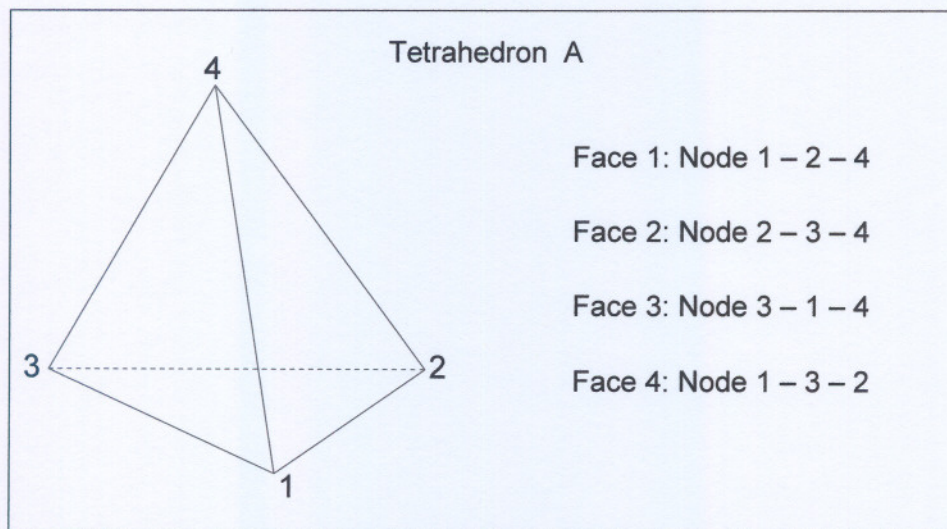 Tetrahedron A
4
Face 1: Node 1 – 2 – 4
Face 2: Node 2 – 3 – 4
Face 3: Node 3 – 1 – 4
3
2
Face 4: Node 1 – 3 – 2
1